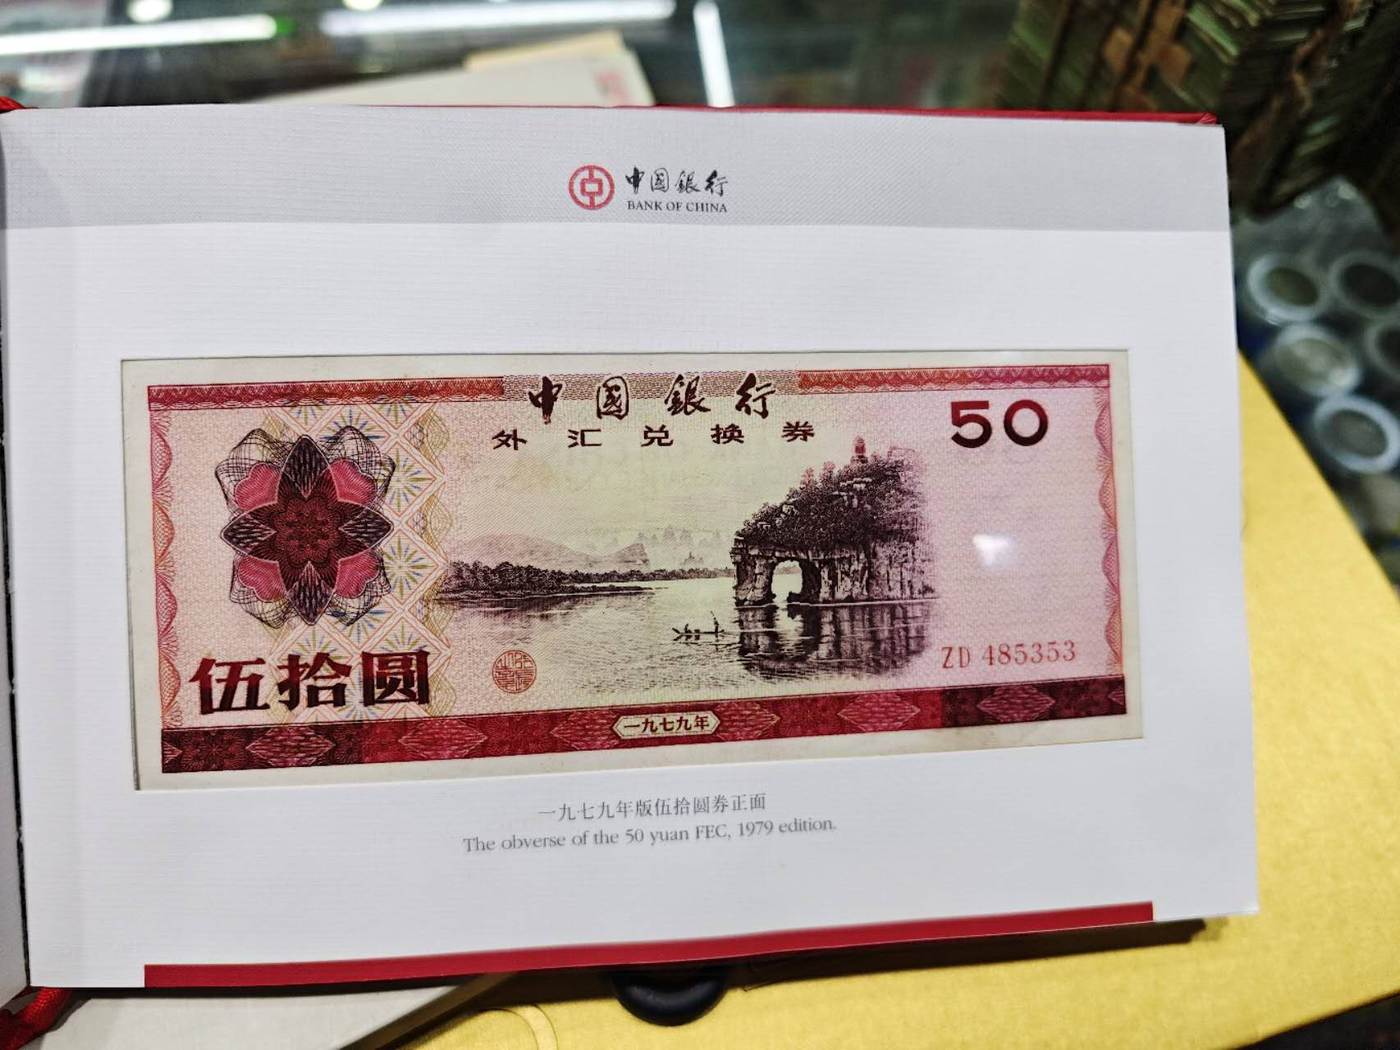 中国銀行
BANK OF CHINA
中国銀行
外汇兑换券
50
ZD 485353
伍拾圆
一九七九年
一九七九年版伍拾圆券正面
The obverse of the 50 yuan FEC, 1979 edition.